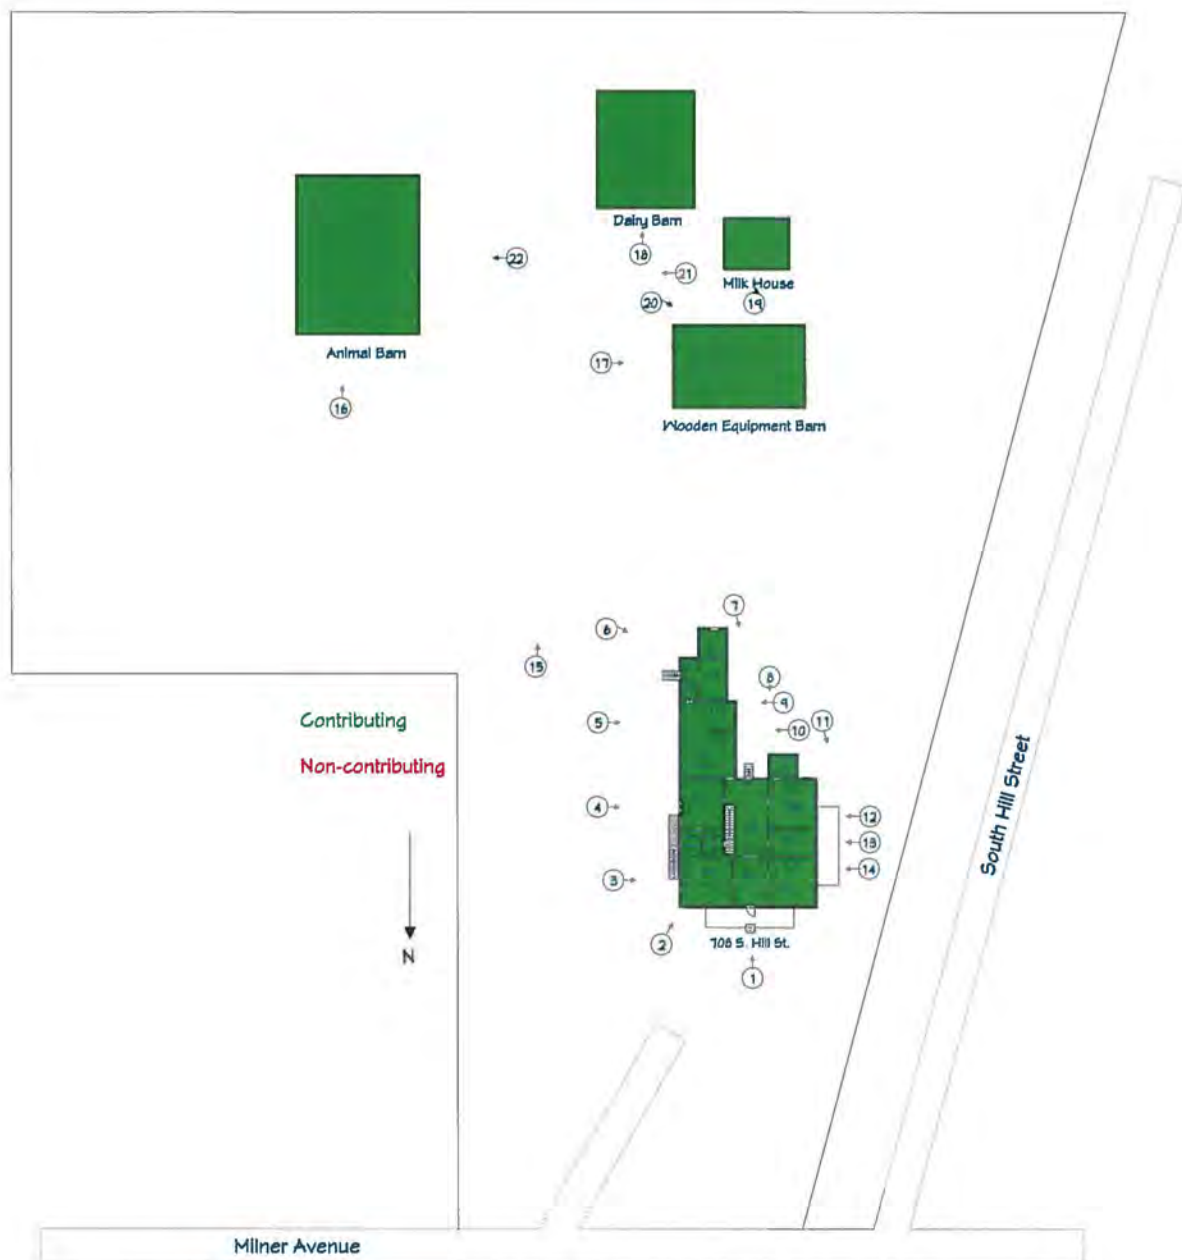 Dairy Barn
22
18
21
Milk House
20
19
Animal Barn
17
16
Wooden Equipment Barn
7
6
15
8
9
5
10
11
Contributing
Non-contributing
4
12
13
14
3
South Hill Street
N
2
708 S. Hill St.
1
Milner Avenue